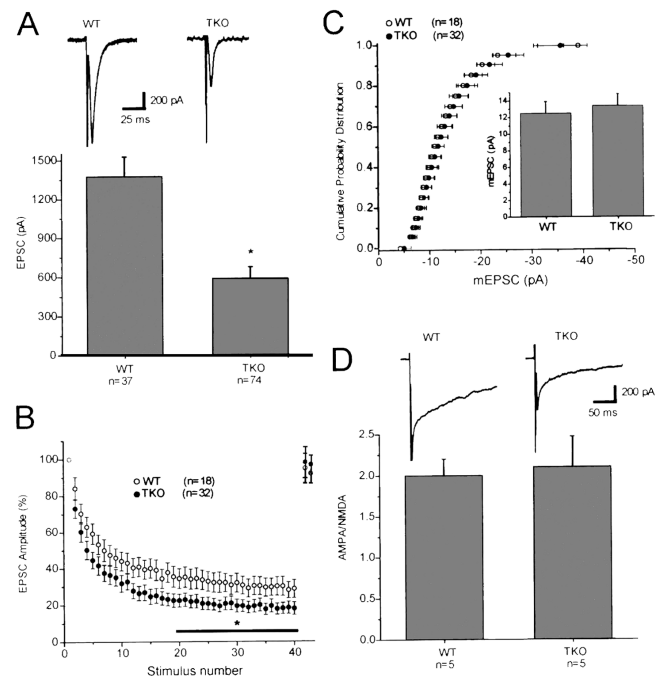 A
WT
TKO
200 pA
25 ms
EPSC (pA)
1500
1200
900
600
300
0
*
WT
n=37
TKO
n=74
B
EPSC Amplitude (%)
100
80
60
40
20
0
WT (n=18)
TKO (n=32)
*
0
10
20
30
40
Stimulus number
C
WT (n=18)
TKO (n=32)
Cumulative Probability Distribution
1.0
0.8
0.6
0.4
0.2
0.0
0
-10
-20
-30
-40
-50
mEPSC (pA)
mEPSC (pA)
14
12
10
8
6
4
2
0
WT
TKO
D
WT
TKO
200 pA
50 ms
AMPA/NMDA
2.5
2.0
1.5
1.0
0.5
0.0
WT
n=5
TKO
n=5